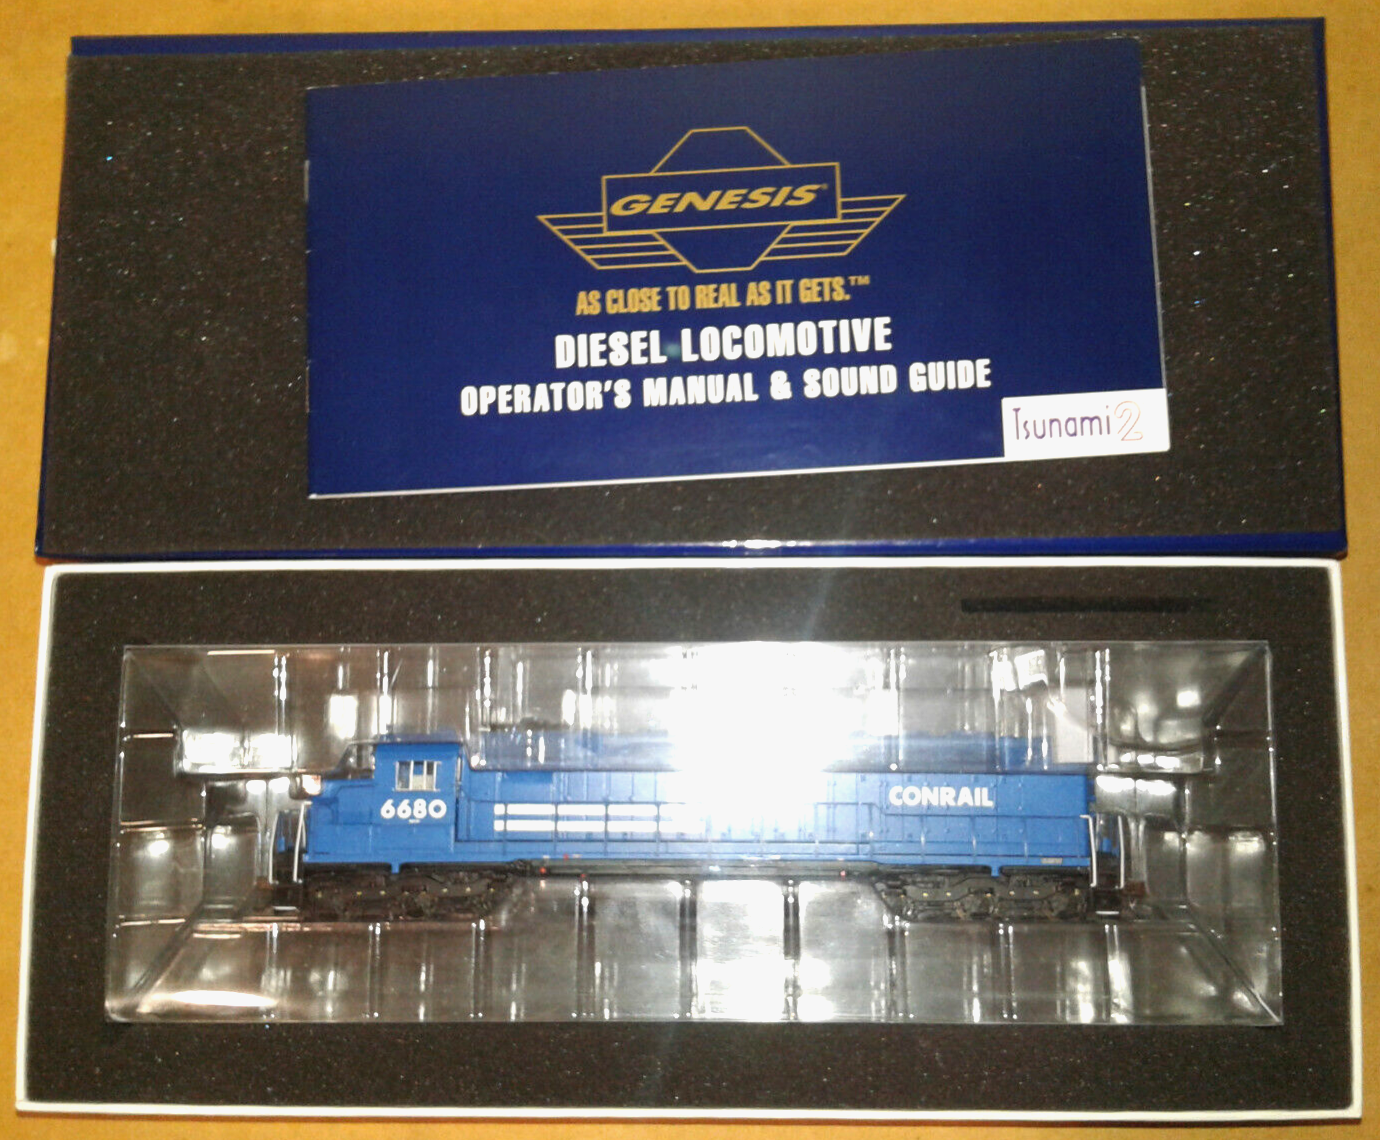 GENESIS®
AS CLOSE TO REAL AS IT GETS.™
DIESEL LOCOMOTIVE
OPERATOR'S MANUAL & SOUND GUIDE
Tsunami2
6680
CONRAIL